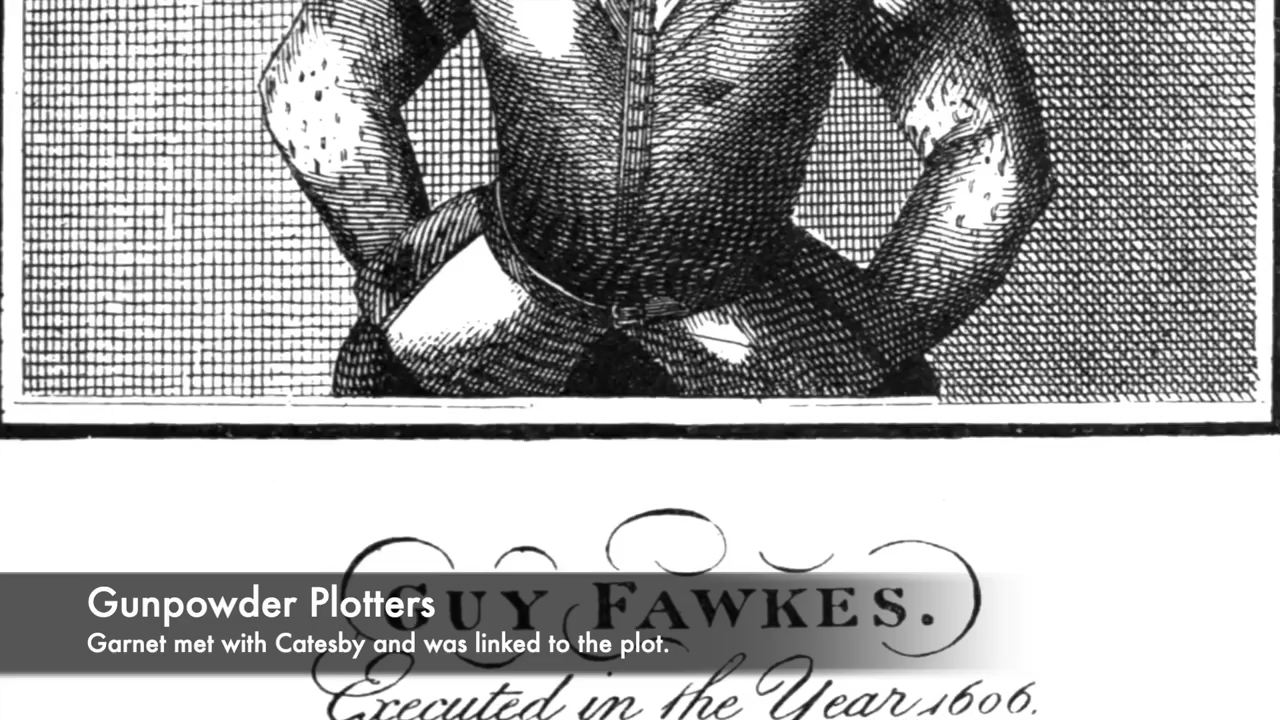 Gunpowder Plotters
Garnet met with Catesby and was linked to the plot.
GUY FAWKES.
Executed in the Year 1606.